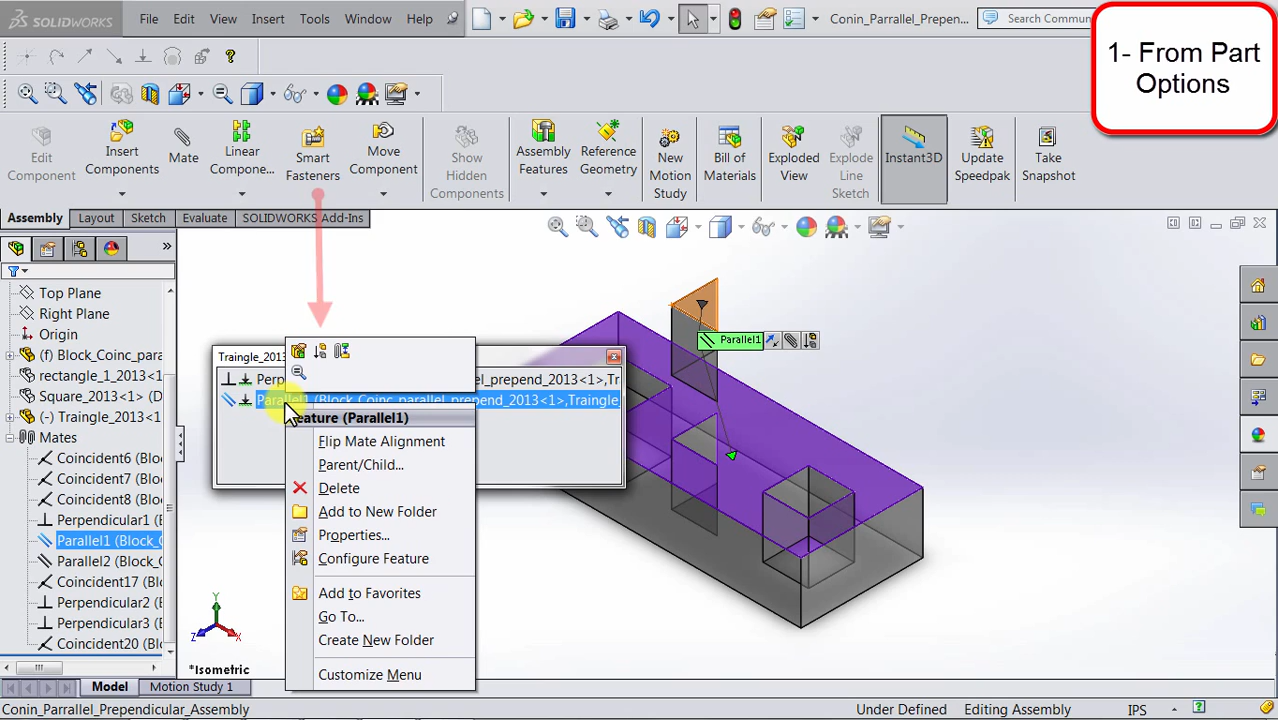 SOLIDWORKS
File
Edit
View
Insert
Tools
Window
Help
Conin_Parrallel_Prepen...
Search Commun
1- From Part
Options
Edit
Component
Insert
Components
Mate
Linear
Compone...
Smart
Fasteners
Move
Component
Show
Hidden
Components
Assembly
Features
Reference
Geometry
New
Motion
Study
Bill of
Materials
Exploded
View
Explode
Line
Sketch
Instant3D
Update
Speedpak
Take
Snapshot
Assembly
Layout
Sketch
Evaluate
SOLIDWORKS Add-Ins
Top Plane
Right Plane
Origin
(f) Block_Coinc_para
rectangle_1_2013<1
Square_2013<1> (D
(-) Traingle_2013<1
Mates
Coincident6 (Bloc
Coincident7 (Bloc
Coincident8 (Bloc
Perpendicular1 (B
Parallel1 (Block_C
Parallel2 (Block_C
Coincident17 (Blo
Perpendicular2 (B
Perpendicular3 (B
Coincident20 (Blo
Traingle_2013
Perp
el_prepend_2013<1>,Tr
Parallel1 (Block_Coinc_parallel_prepend_2013<1>,Traingle
eature (Parallel1)
Flip Mate Alignment
Parent/Child...
Delete
Add to New Folder
Properties...
Configure Feature
Add to Favorites
Go To...
Create New Folder
Customize Menu
Parallel1
Y
Z
X
*Isometric
Model
Motion Study 1
Conin_Parrallel_Prependicular_Assembly
Under Defined
Editing Assembly
IPS